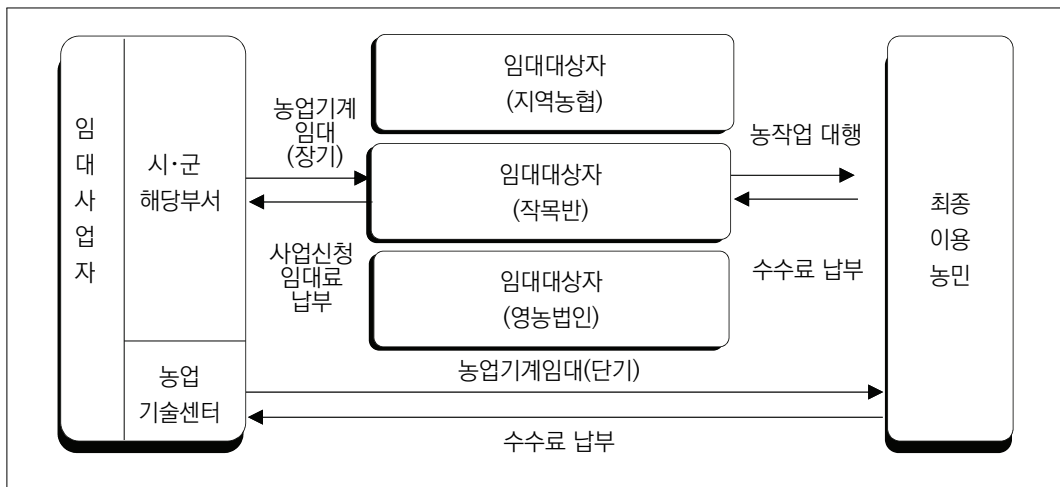 임
대
사
업
자
시·군
해당부서
농업
기술센터
농업기계
임대
(장기)
사업신청
임대료
납부
임대대상자
(지역농협)
임대대상자
(작목반)
임대대상자
(영농법인)
농작업 대행
수수료 납부
농업기계임대(단기)
수수료 납부
최종
이용
농민